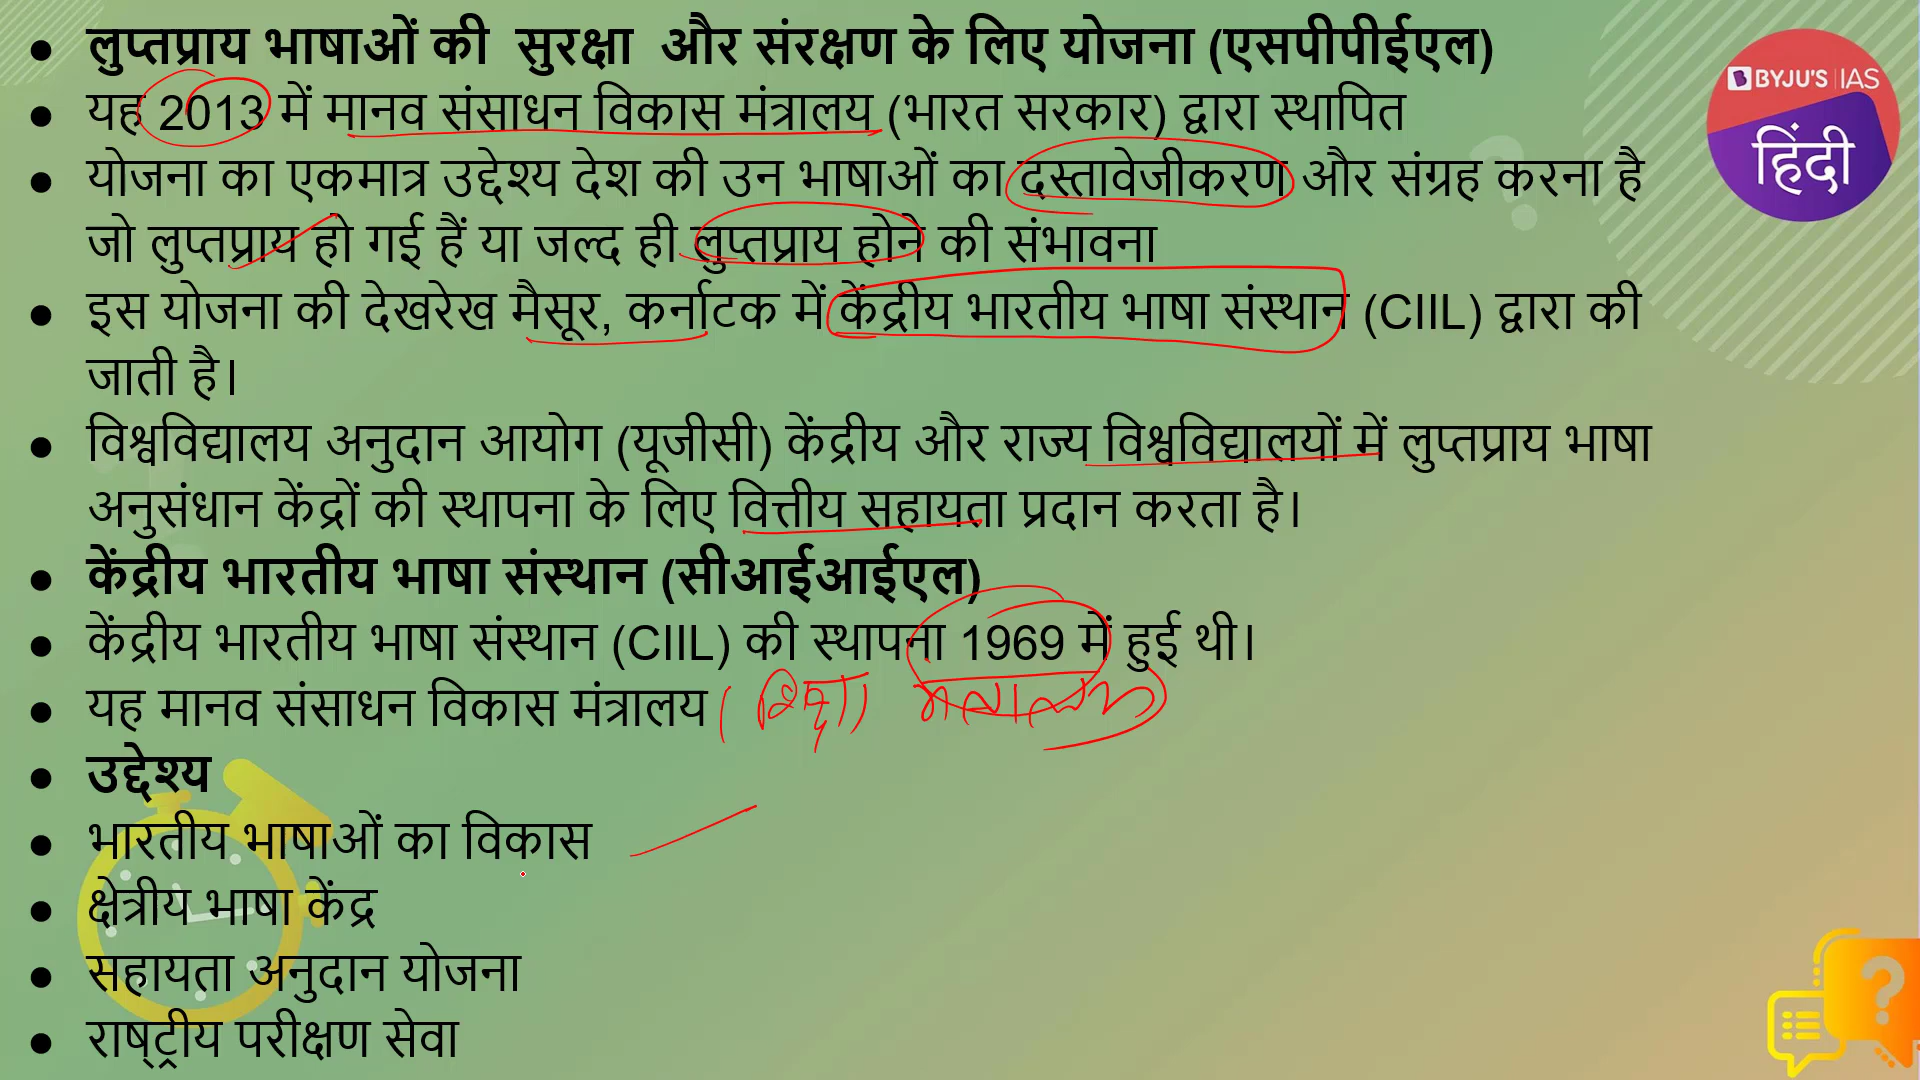 ● लुप्तप्राय भाषाओं की सुरक्षा और संरक्षण के लिए योजना (एसपीपीईएल)
● यह 2013 में मानव संसाधन विकास मंत्रालय (भारत सरकार) द्वारा स्थापित
● योजना का एकमात्र उद्देश्य देश की उन भाषाओं का दस्तावेजीकरण और संग्रह करना है
जो लुप्तप्राय हो गई हैं या जल्द ही लुप्तप्राय होने की संभावना
● इस योजना की देखरेख मैसूर, कर्नाटक में केंद्रीय भारतीय भाषा संस्थान (CIIL) द्वारा की
जाती है।
● विश्वविद्यालय अनुदान आयोग (यूजीसी) केंद्रीय और राज्य विश्वविद्यालयों में लुप्तप्राय भाषा
अनुसंधान केंद्रों की स्थापना के लिए वित्तीय सहायता प्रदान करता है।
● केंद्रीय भारतीय भाषा संस्थान (सीआईआईएल)
● केंद्रीय भारतीय भाषा संस्थान (CIIL) की स्थापना 1969 में हुई थी।
● यह मानव संसाधन विकास मंत्रालय (शिक्षा मंत्रालय)
● उद्देश्य
● भारतीय भाषाओं का विकास
● क्षेत्रीय भाषा केंद्र
● सहायता अनुदान योजना
● राष्ट्रीय परीक्षण सेवा
BYJU'S IAS
हिंदी